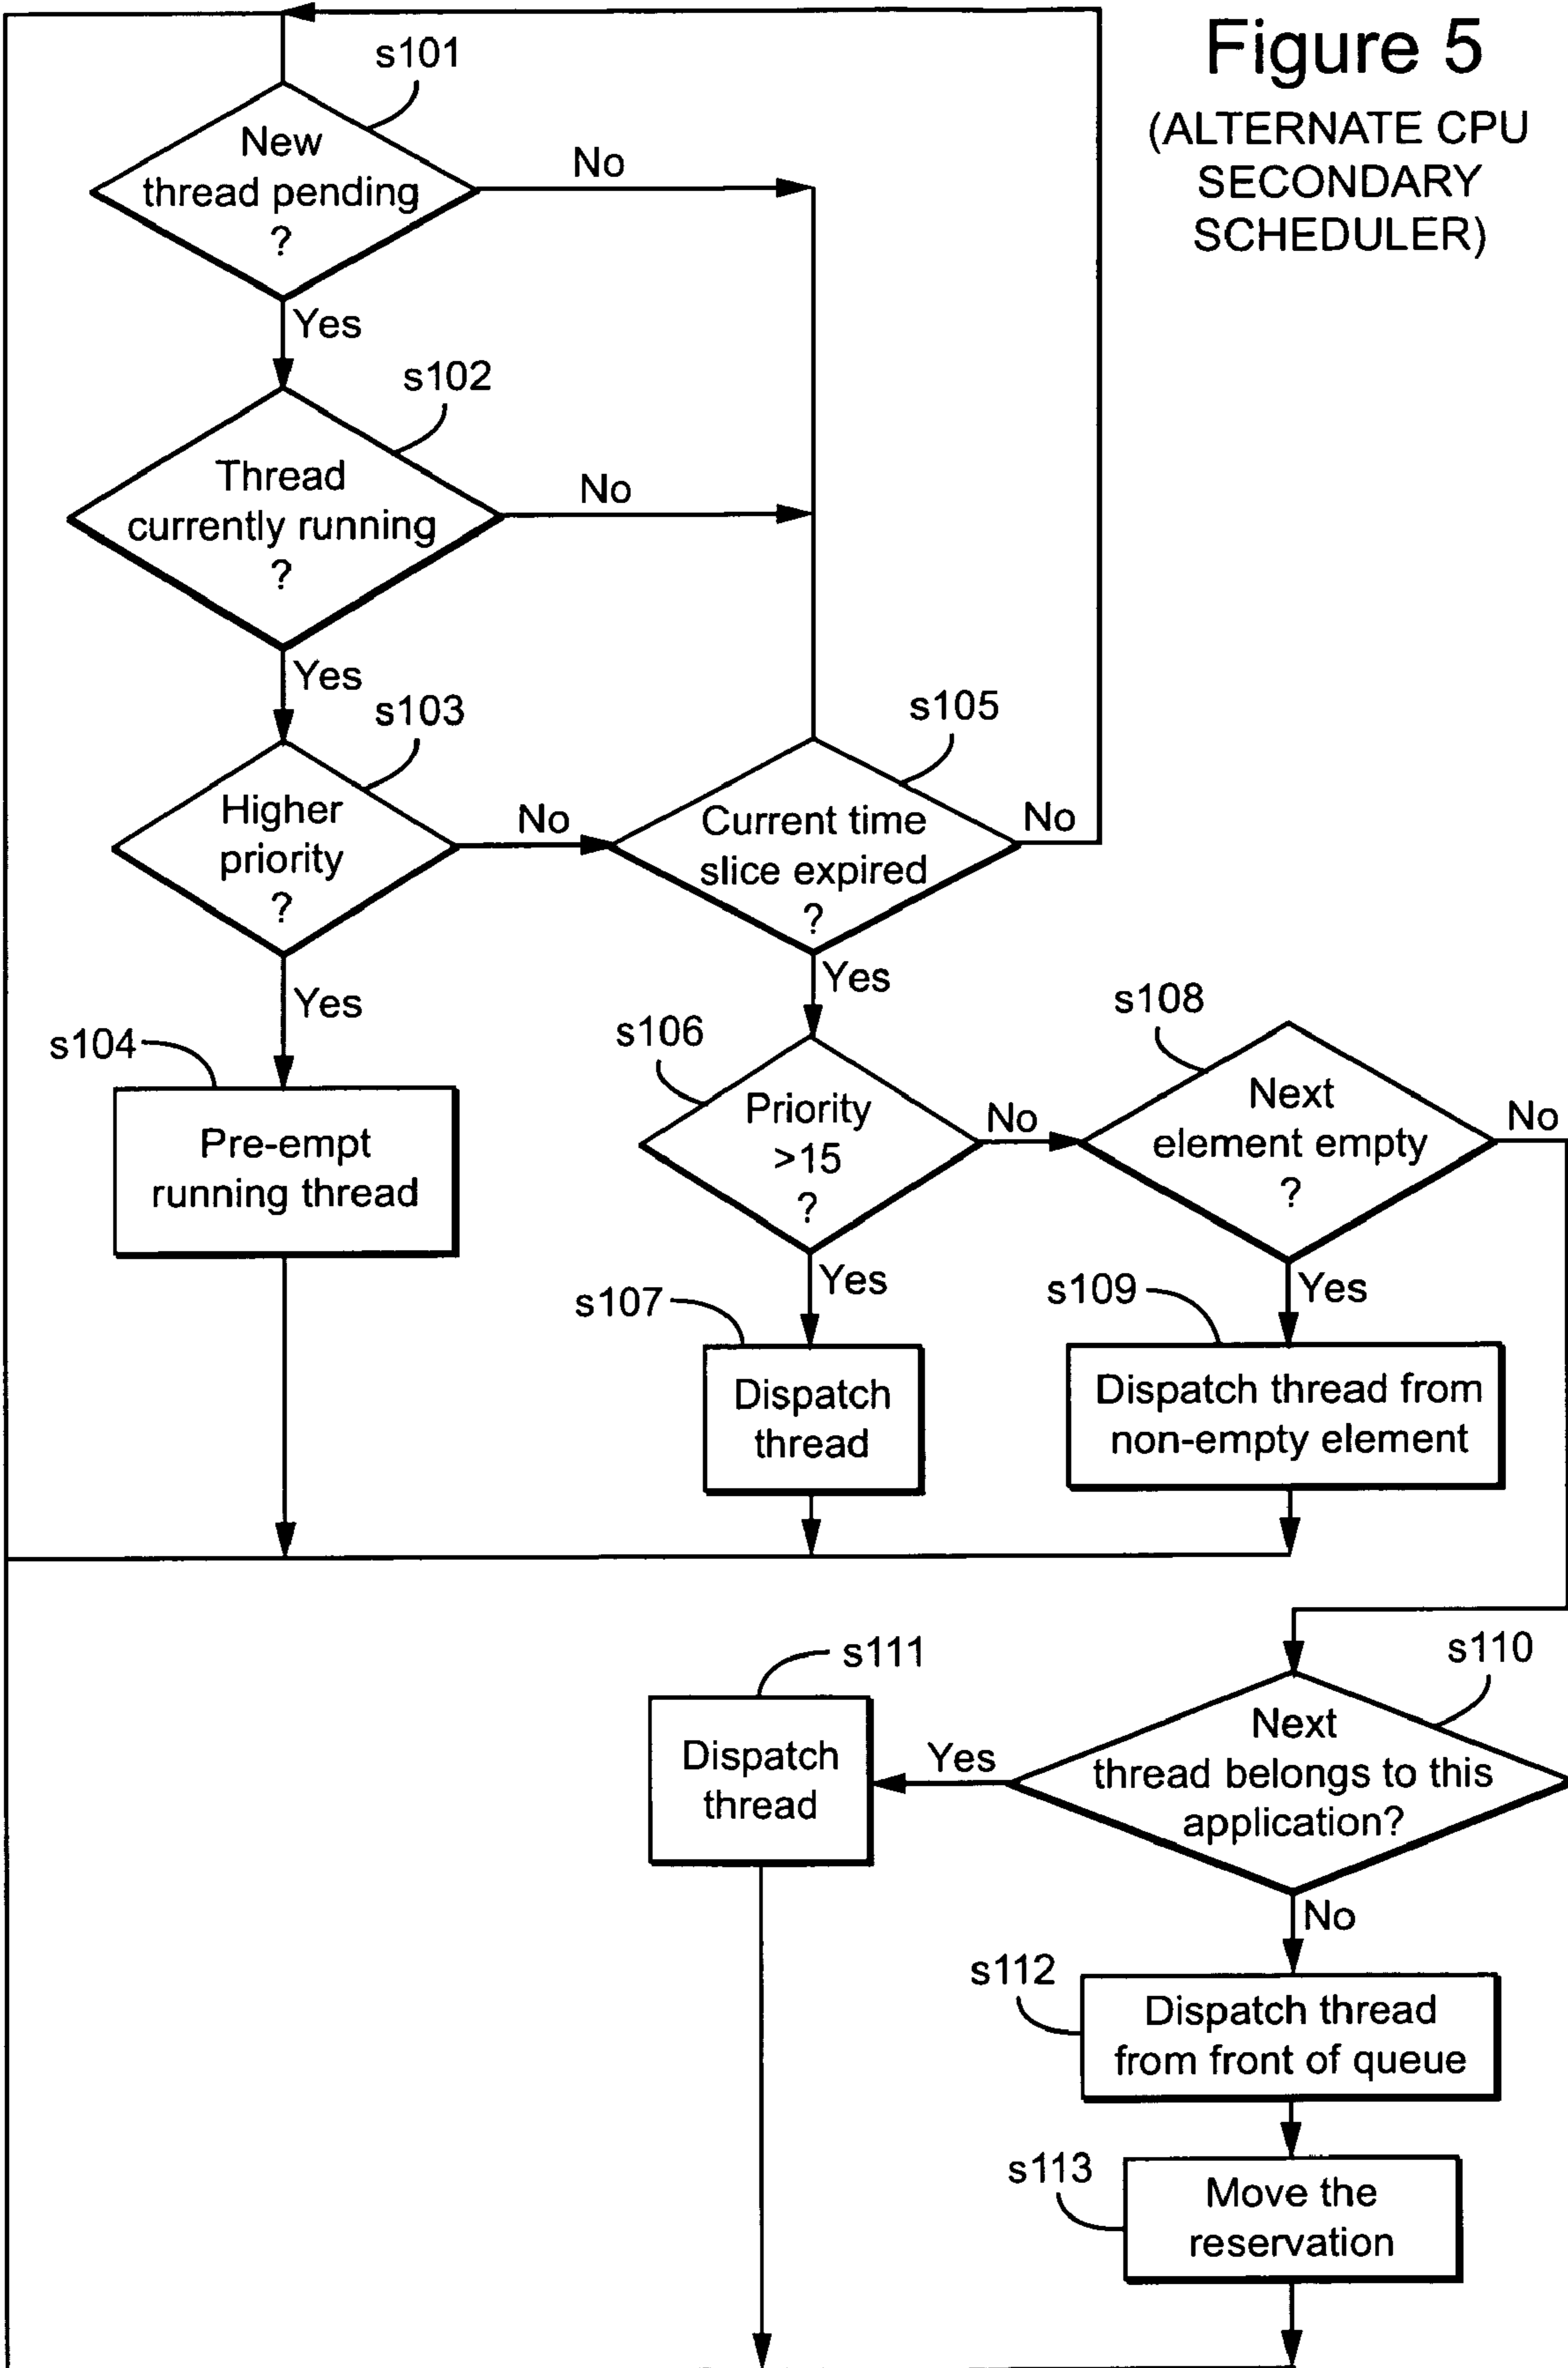 Figure 5
(ALTERNATE CPU
SECONDARY
SCHEDULER)
s101
New
thread pending
?
No
Yes
s102
Thread
currently running
?
No
Yes
s103
Higher
priority
?
No
Yes
s104
Pre-empt
running thread
s105
Current time
slice expired
?
No
Yes
s106
Priority
>15
?
No
Yes
s107
Dispatch
thread
s108
Next
element empty
?
No
Yes
s109
Dispatch thread from
non-empty element
s110
Next
thread belongs to this
application?
Yes
No
s111
Dispatch
thread
s112
Dispatch thread
from front of queue
s113
Move the
reservation